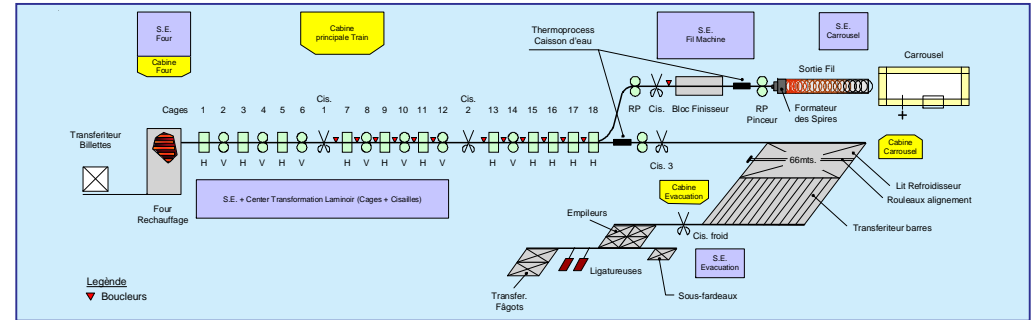 S.E.
Four
Cabine
Four
Cabine
principale Train
Thermoprocess
Caisson d'eau
S.E.
Fil Machine
S.E.
Carrousel
Carrousel
Sortie Fil
RP
Cis.
Bloc Finisseur
RP
Pinceur
Formateur
des Spires
Cages
1
2
3
4
5
6
Cis.
1
7
8
9
10
11
12
Cis.
2
13
14
15
16
17
18
Transferiteur
Billettes
H
V
H
V
H
V
H
V
H
V
H
V
H
V
H
H
H
H
Cis. 3
Cabine
Carrousel
66mts.
Lit Refroidisseur
Rouleaux alignement
Four
Rechauffage
S.E. + Center Transformation Laminoir (Cages + Cisailles)
Cabine
Evacuation
Empileurs
Cis. froid
Transferiteur barres
S.E.
Evacuation
Ligatureuses
Sous-fardeaux
Transfer.
Fâgots
Legènde
Boucleurs